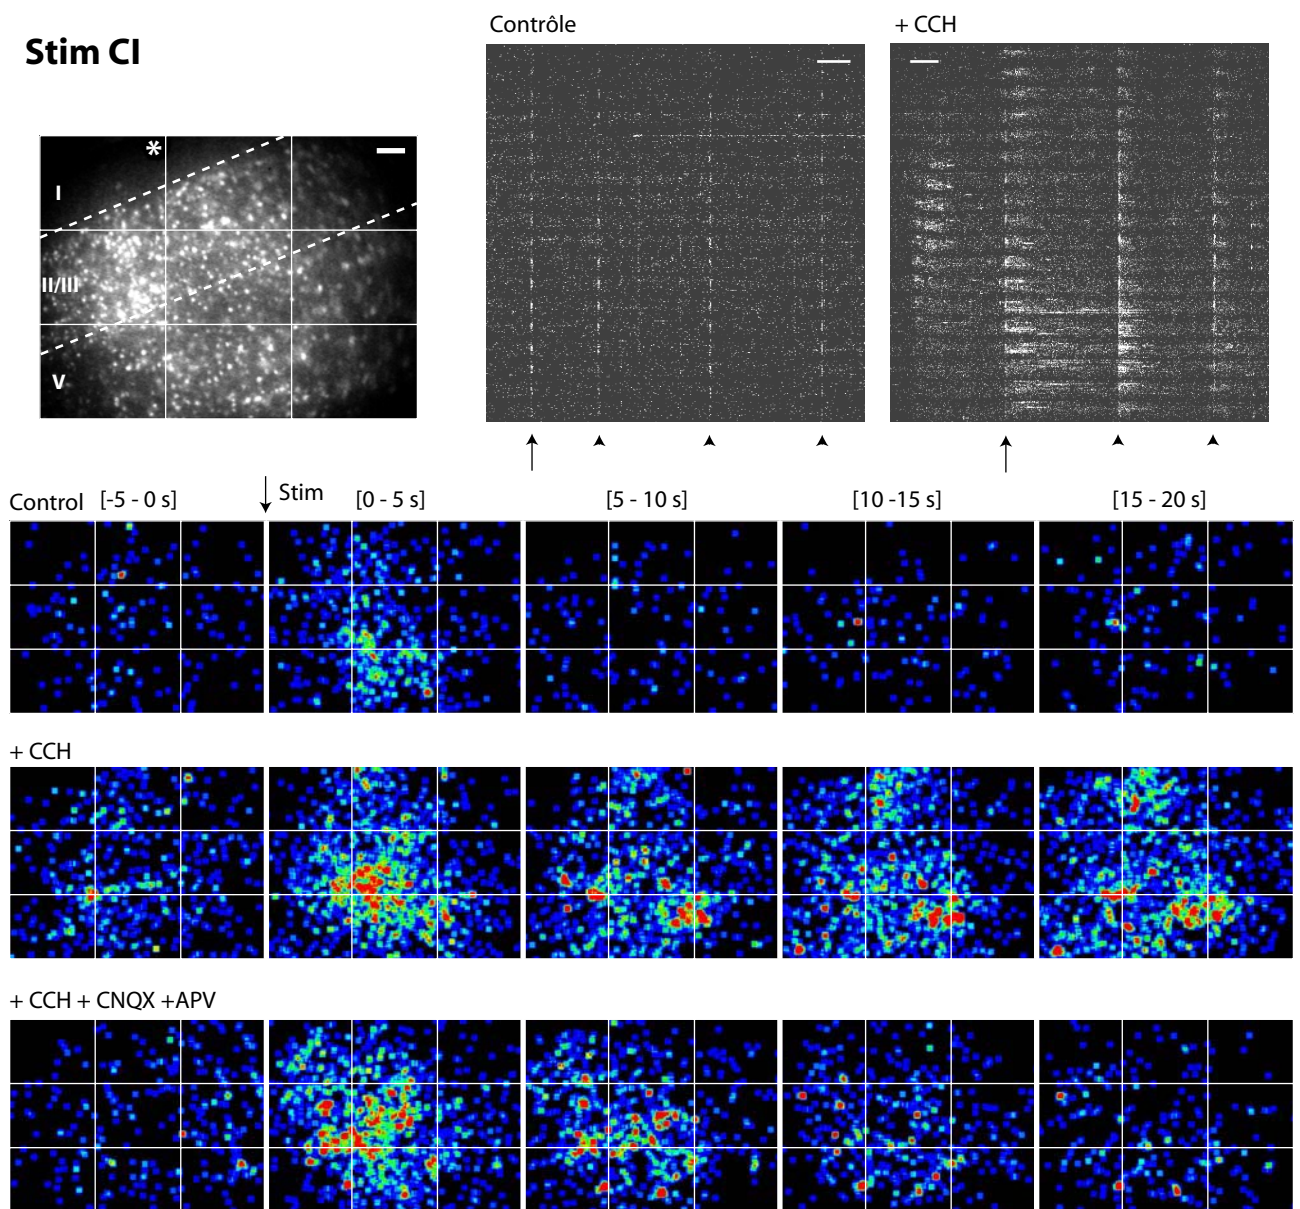 Stim CI
Contrôle
+ CCH
*
I
II/III
V
Control [-5 - 0 s] Stim [0 - 5 s] [5 - 10 s] [10 -15 s] [15 - 20 s]
+ CCH
+ CCH + CNQX +APV